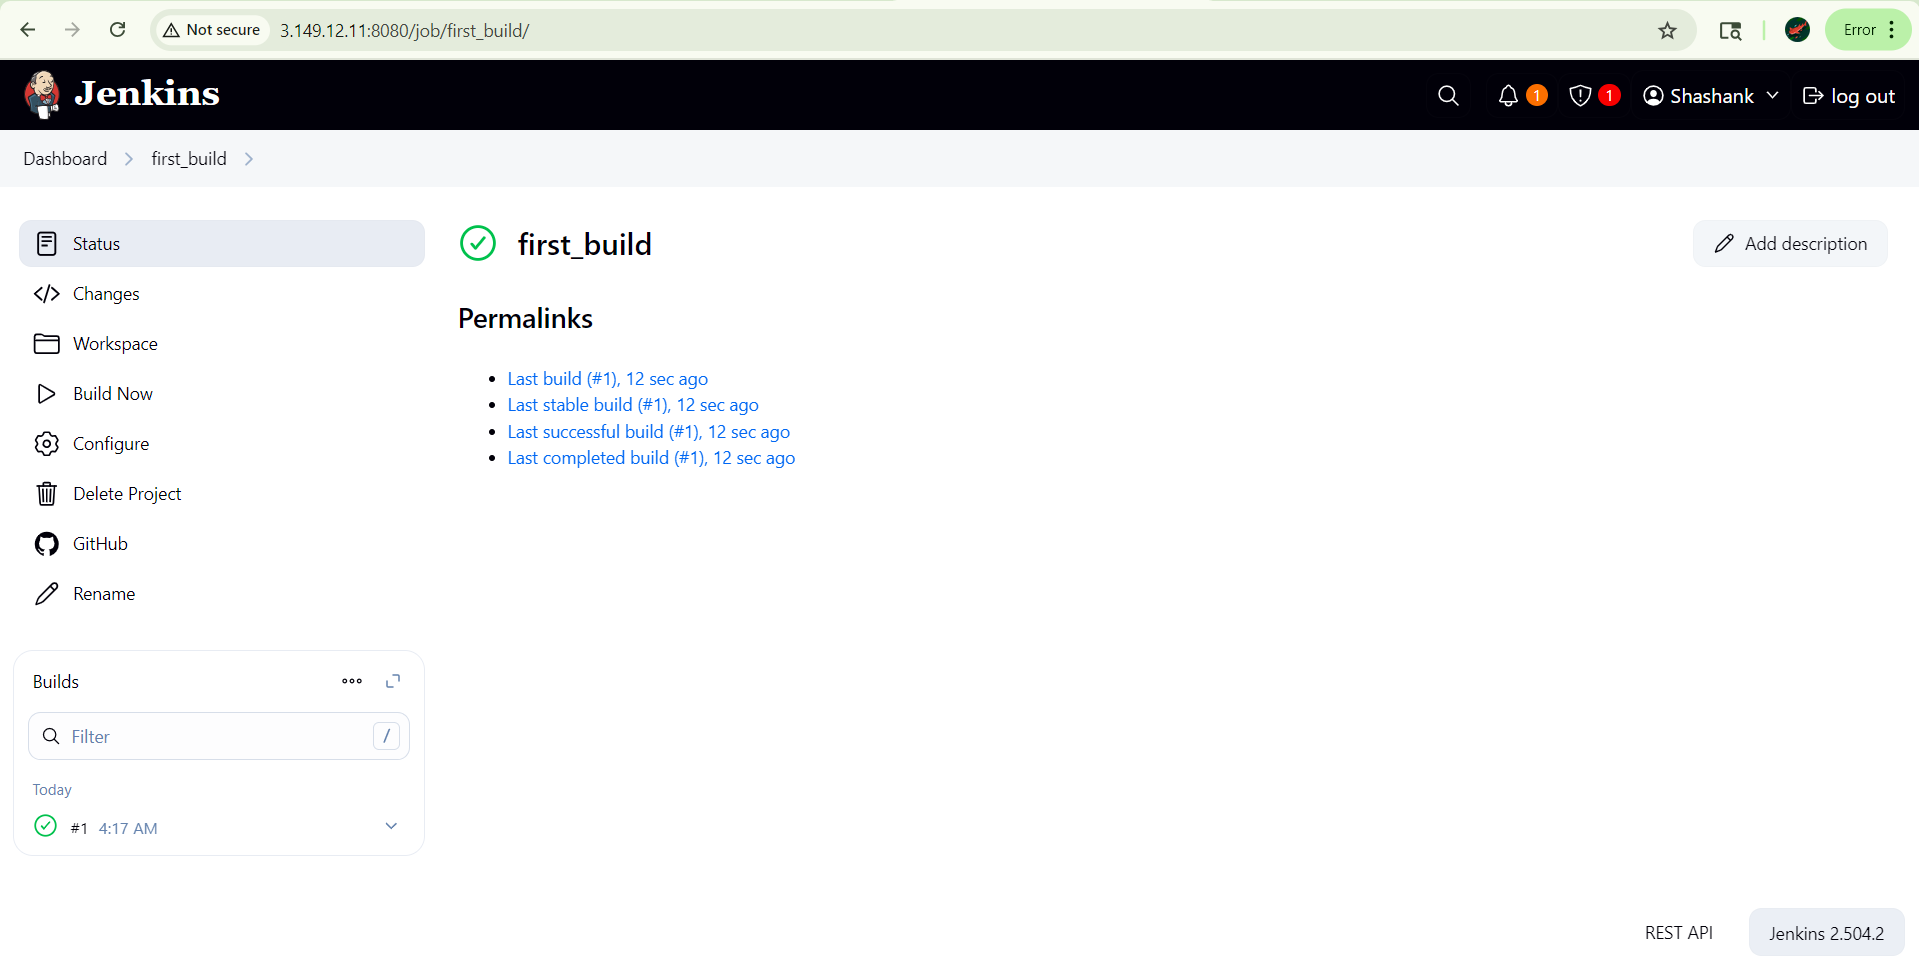 Not secure 3.149.12.11:8080/job/first_build/ Error
Jenkins 1 1 Shashank log out
Dashboard first_build
Status
Changes
Workspace
Build Now
Configure
Delete Project
GitHub
Rename
first_build
Add description
Permalinks
Last build (#1), 12 sec ago
Last stable build (#1), 12 sec ago
Last successful build (#1), 12 sec ago
Last completed build (#1), 12 sec ago
Builds
Filter /
Today
#1 4:17 AM
REST API Jenkins 2.504.2